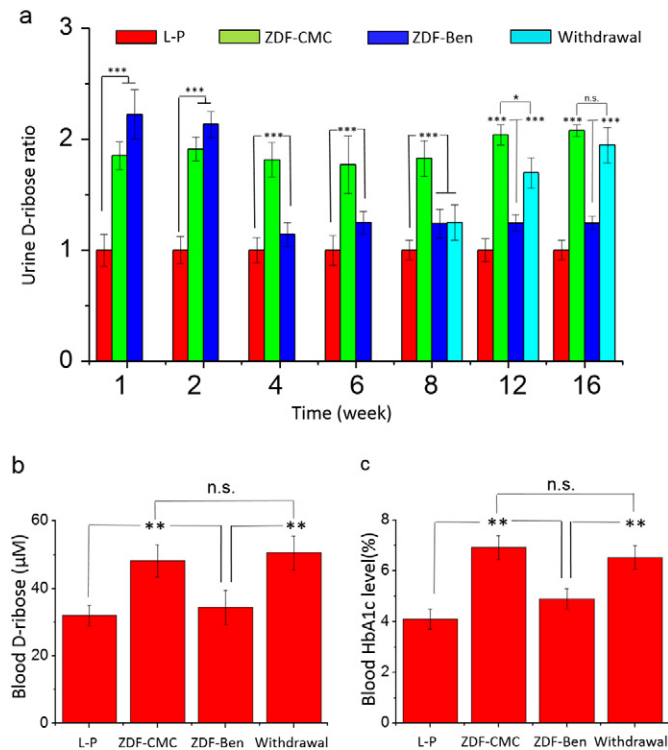 a
L-P ZDF-CMC ZDF-Ben Withdrawal
3
2
1
0
Urine D-ribose ratio
*** *** *** *** *** *** * *** *** n.s. ***
1 2 4 6 8 12 16
Time (week)
b
n.s.
** **
60
40
20
0
Blood D-ribose (µM)
L-P ZDF-CMC ZDF-Ben Withdrawal
c
n.s.
** **
8
6
4
2
0
Blood HbA1c level(%)
L-P ZDF-CMC ZDF-Ben Withdrawal